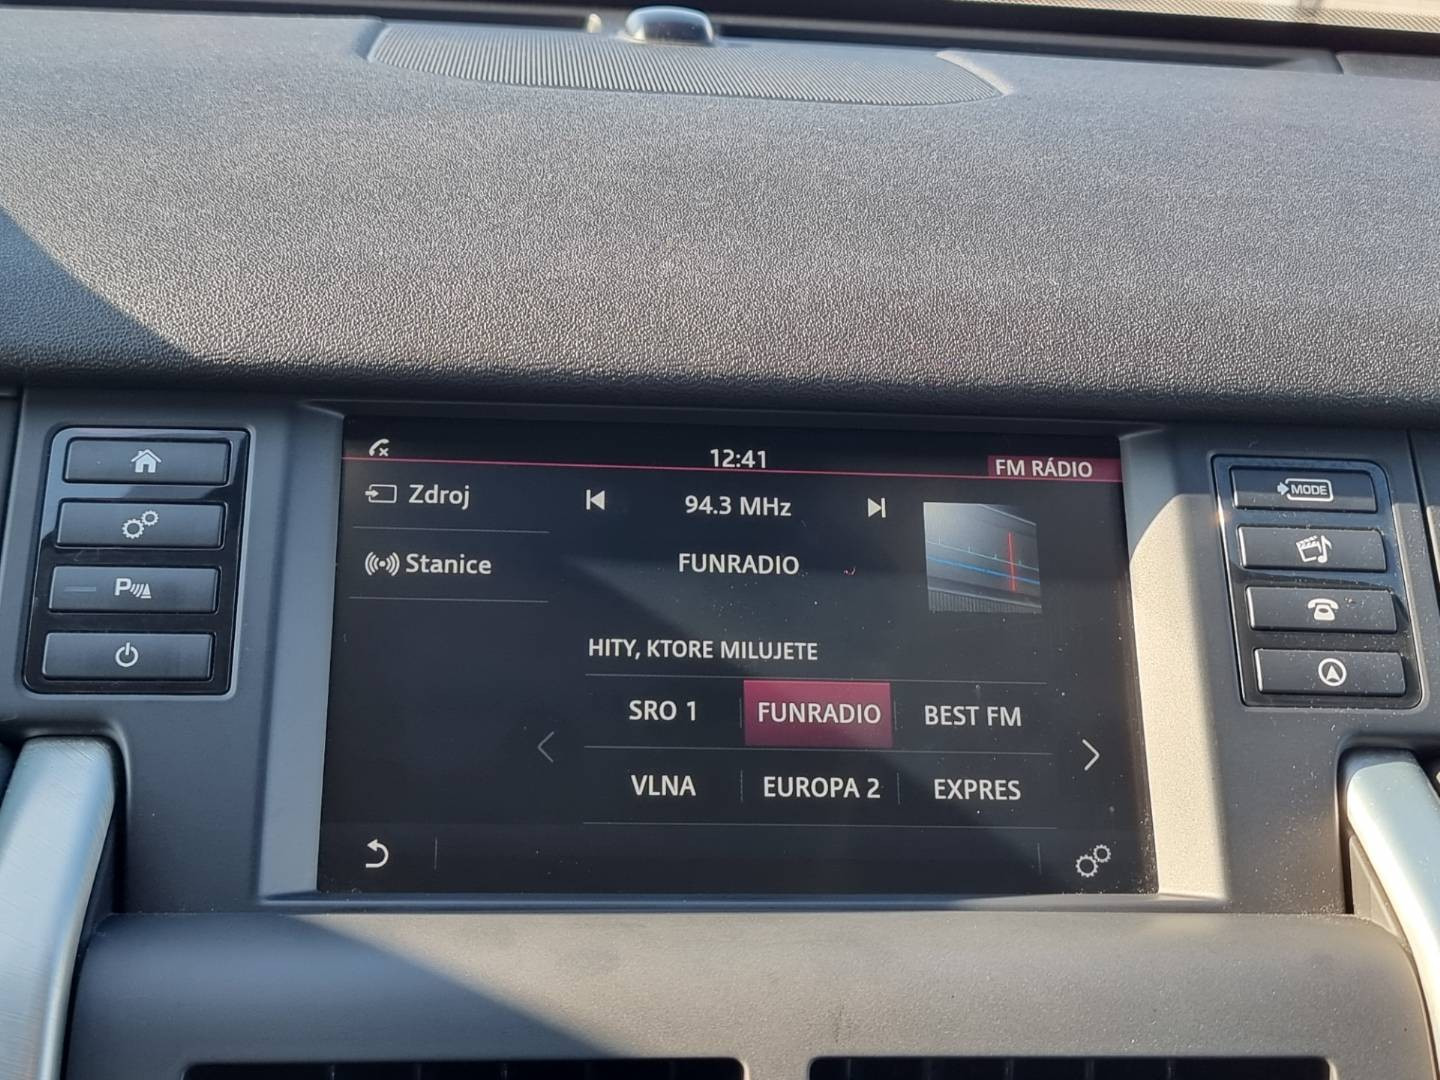 12:41
FM RÁDIO
Zdroj
94.3 MHz
Stanice
FUNRADIO
HITY, KTORE MILUJETE
SRO 1
FUNRADIO
BEST FM
VLNA
EUROPA 2
EXPRES
P
MODE